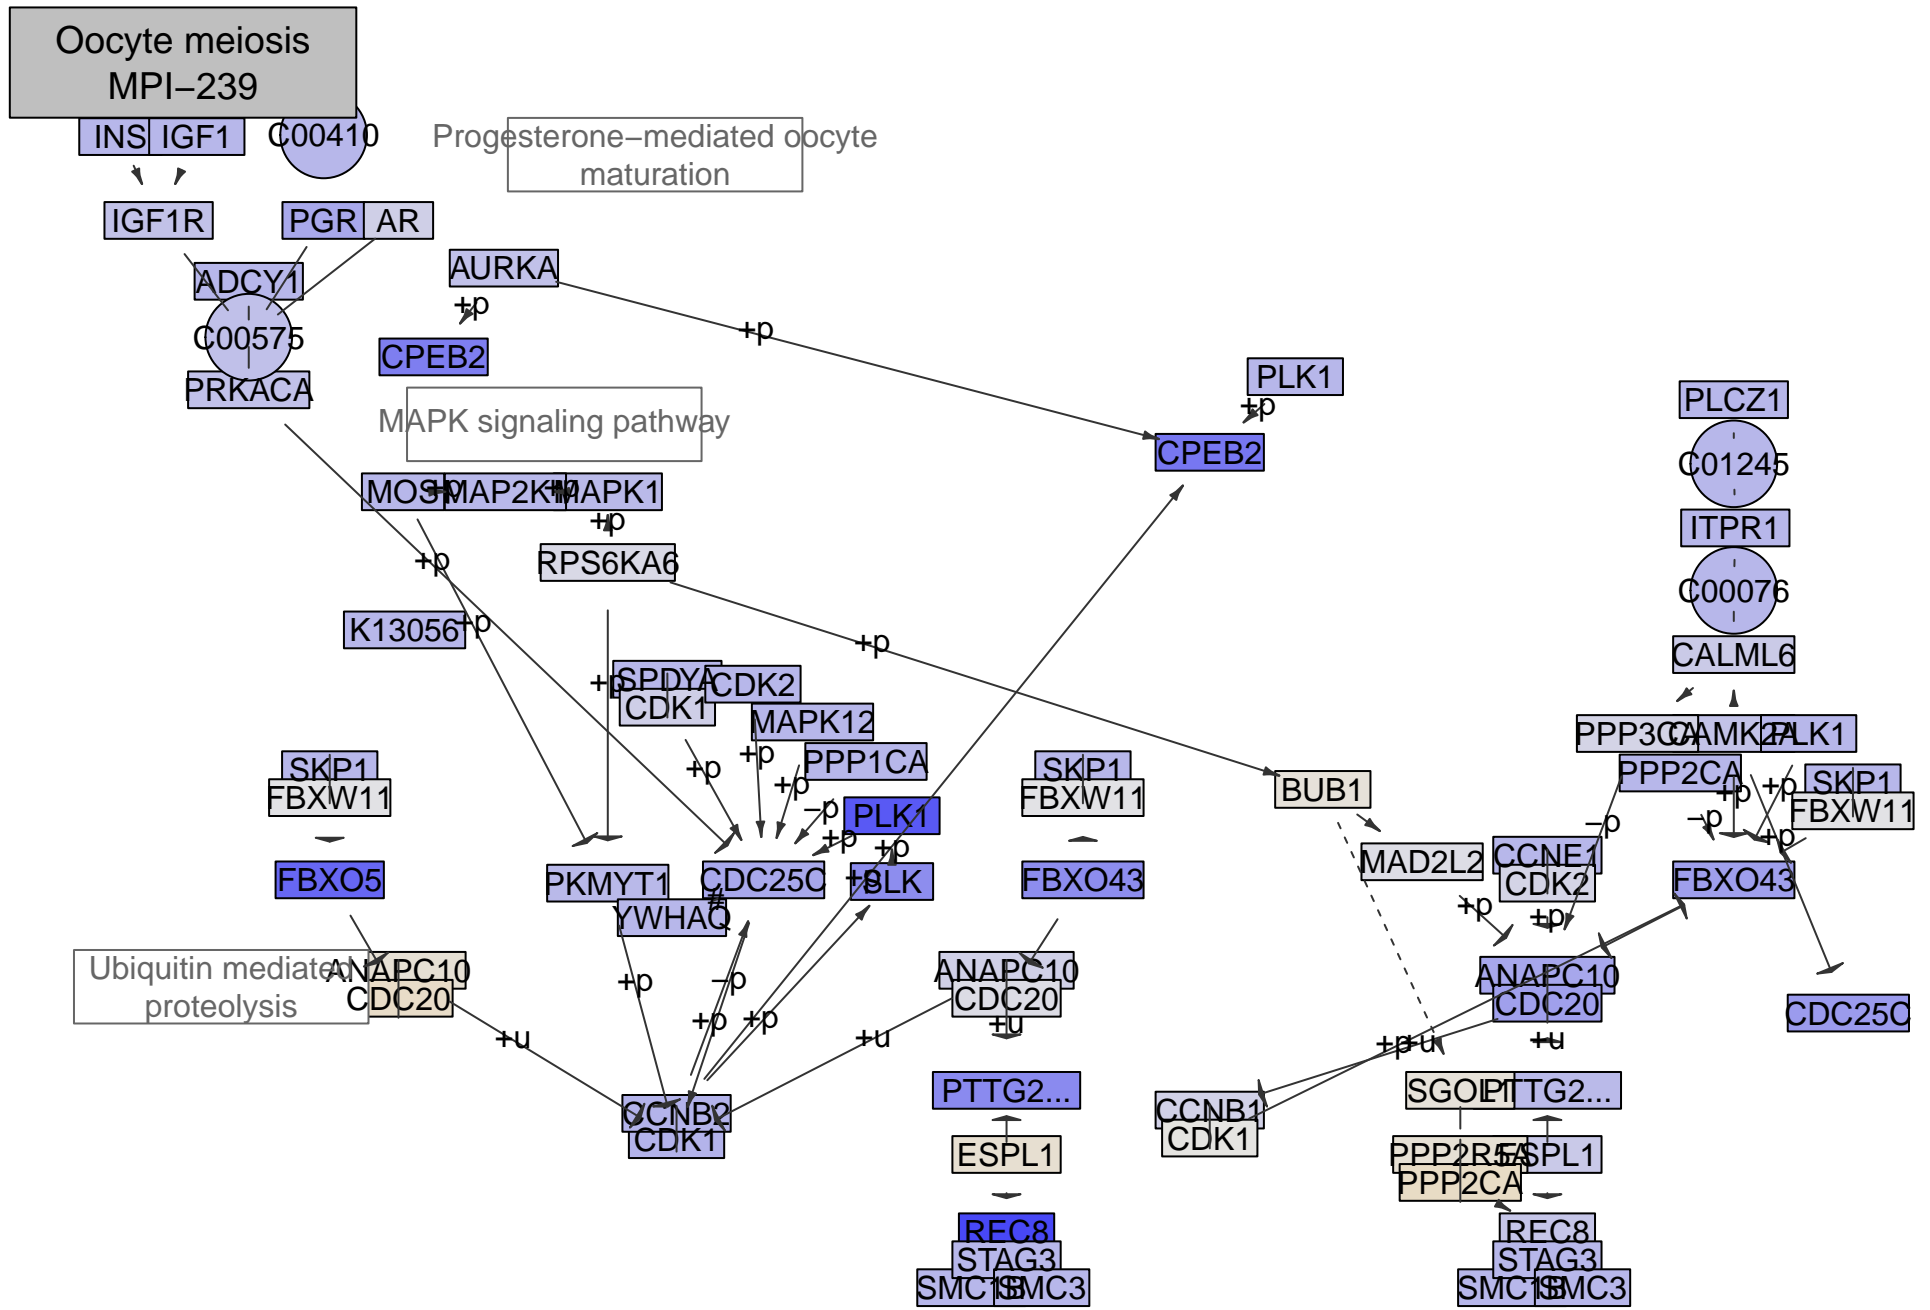 Oocyte meiosis
MPI−239
INS
IGF1
C00410
Progesterone−mediated oocyte
maturation
IGF1R
PGR
AR
ADCY1
C00575
PRKACA
AURKA
+p
CPEB2
+p
PLK1
+p
CPEB2
PLCZ1
C01245
ITPR1
C00076
CALML6
MAPK signaling pathway
MOS
+p
MAP2K1
+p
MAPK1
+p
RPS6KA6
+p
K13056
+p
+p
+p
SPDYA
CDK1
CDK2
MAPK12
PPP1CA
+p
+p
+p
−p
+p
PLK1
+p
+p
SKP1
FBXW11
FBXO5
PKMYT1
YWHAQ
CDC25C
#
SLK
SKP1
FBXW11
FBXO43
BUB1
MAD2L2
+p
CCNE1
CDK2
+p
−p
PPP3CA
CAMK2A
PLK1
PPP2CA
+p
+p
−p
+p
SKP1
FBXW11
FBXO43
CDC25C
Ubiquitin mediated
proteolysis
ANAPC10
CDC20
+u
+p
−p
+p
+p
+u
ANAPC10
CDC20
+u
ANAPC10
CDC20
+p
+u
+u
CCNB2
CDK1
PTTG2...
ESPL1
REC8
STAG3
SMC1B
SMC3
CCNB1
CDK1
SGOL1
PTTG2...
PPP2R5A
ESPL1
PPP2CA
REC8
STAG3
SMC1B
SMC3